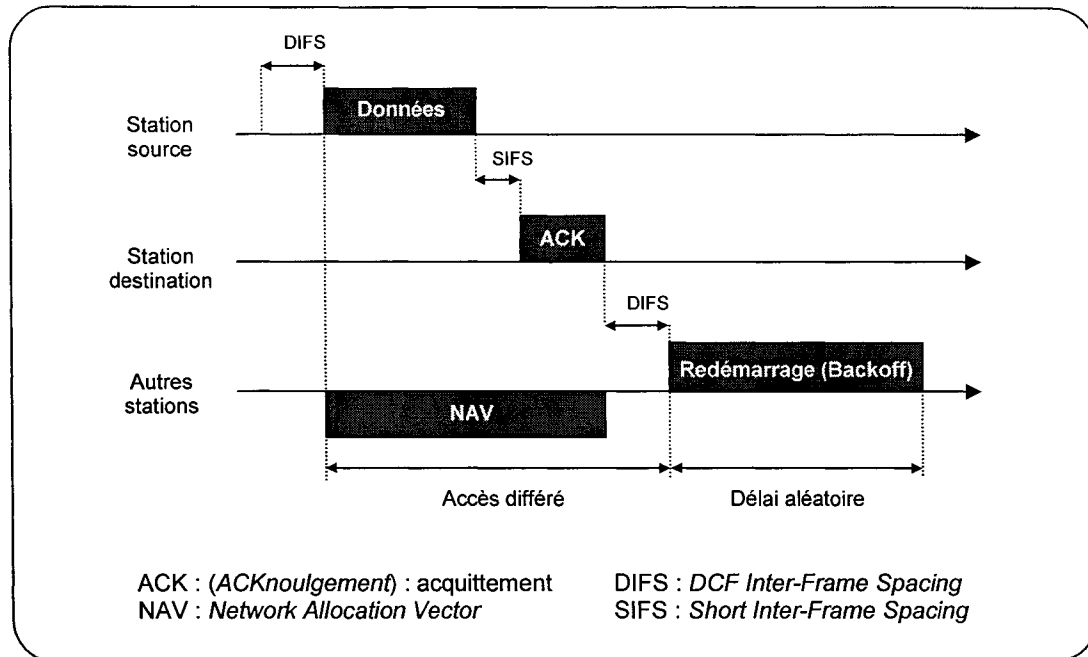 DIFS
Données
Station
source
SIFS
ACK
Station
destination
DIFS
Redémarrage (Backoff)
Autres
stations
NAV
Accès différé
Délai aléatoire
ACK : (ACKnoulgement) : acquittement
DIFS : DCF Inter-Frame Spacing
NAV : Network Allocation Vector
SIFS : Short Inter-Frame Spacing